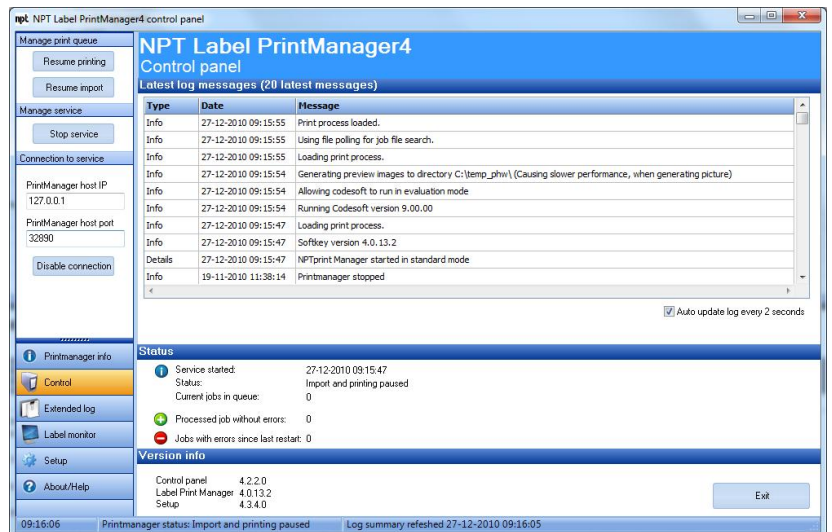 npt NPT Label PrintManager4 control panel
Manage print queue
Resume printing
Resume import
Manage service
Stop service
Connection to service
PrintManager host IP
127.0.0.1
PrintManager host port
32890
Disable connection
Printmanager info
Control
Extended log
Label monitor
Setup
About/Help
NPT Label PrintManager4
Control panel
Latest log messages (20 latest messages)
Type Date Message
Info 27-12-2010 09:15:55 Print process loaded.
Info 27-12-2010 09:15:55 Using file polling for job file search.
Info 27-12-2010 09:15:55 Loading print process.
Info 27-12-2010 09:15:54 Generating preview images to directory C:\temp_phw\ (Causing slower performance, when generating picture)
Info 27-12-2010 09:15:54 Allowing codesoft to run in evaluation mode
Info 27-12-2010 09:15:54 Running Codesoft version 9.00.00
Info 27-12-2010 09:15:47 Loading print process.
Info 27-12-2010 09:15:47 Softkey version 4.0.13.2
Details 27-12-2010 09:15:47 NPTprint Manager started in standard mode
Info 19-11-2010 11:38:14 Printmanager stopped
Auto update log every 2 seconds
Status
Service started: 27-12-2010 09:15:47
Status: Import and printing paused
Current jobs in queue: 0
Processed job without errors: 0
Jobs with errors since last restart: 0
Version info
Control panel 4.2.2.0
Label Print Manager 4.0.13.2
Setup 4.3.4.0
Exit
09:16:06 Printmanager status: Import and printing paused Log summary refeshed 27-12-2010 09:16:05